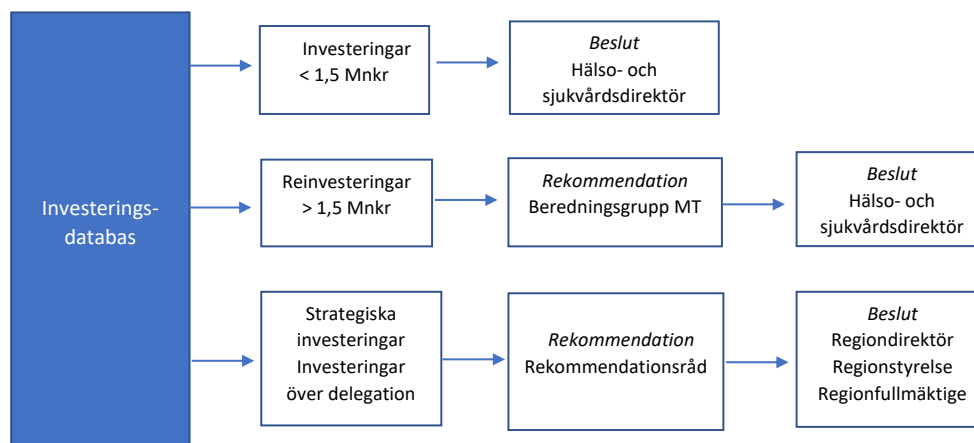 Investerings-
databas
Investeringar
< 1,5 Mnkr
Beslut
Hälso- och
sjukvårdsdirektör
Reinvesteringar
> 1,5 Mnkr
Rekommendation
Beredningsgrupp MT
Beslut
Hälso- och
sjukvårdsdirektör
Strategiska
investeringar
Investeringar
över delegation
Rekommendation
Rekommendationsråd
Beslut
Regiondirektör
Regionstyrelse
Regionfullmäktige